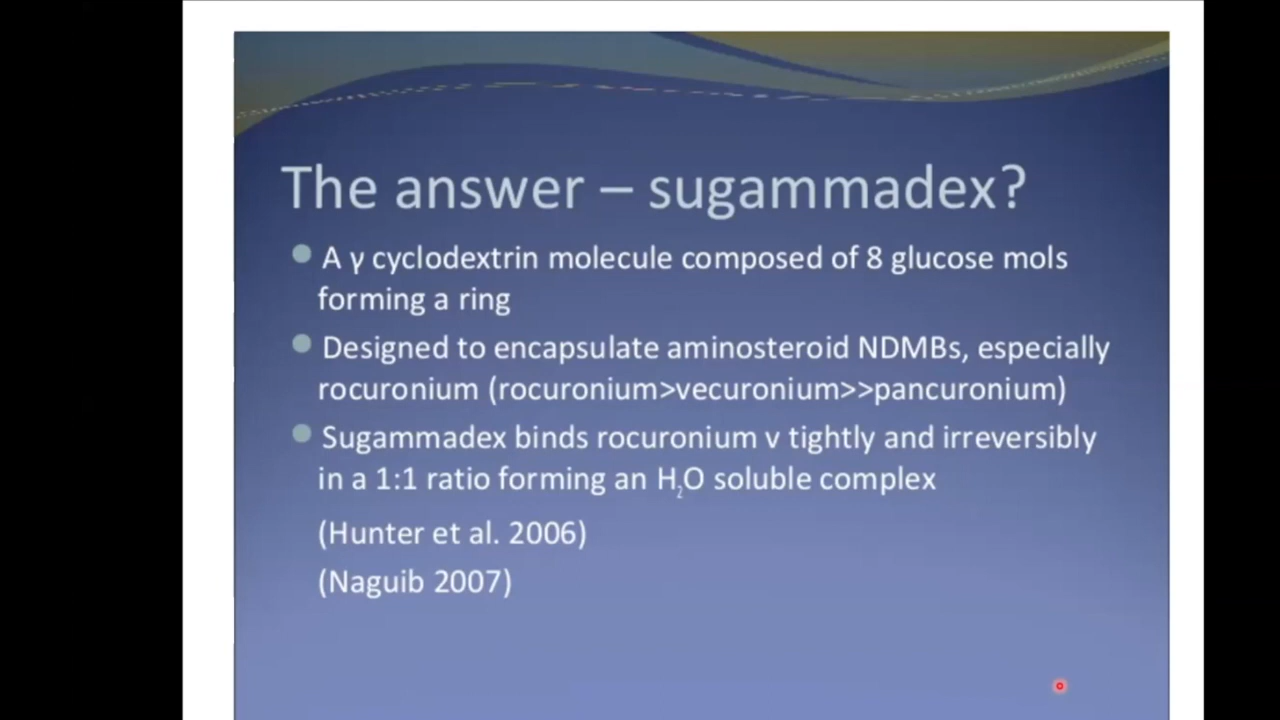 The answer – sugammadex?
A γ cyclodextrin molecule composed of 8 glucose mols
forming a ring
Designed to encapsulate aminosteroid NDMBs, especially
rocuronium (rocuronium>vecuronium>>pancuronium)
Sugammadex binds rocuronium v tightly and irreversibly
in a 1:1 ratio forming an H₂O soluble complex
(Hunter et al. 2006)
(Naguib 2007)